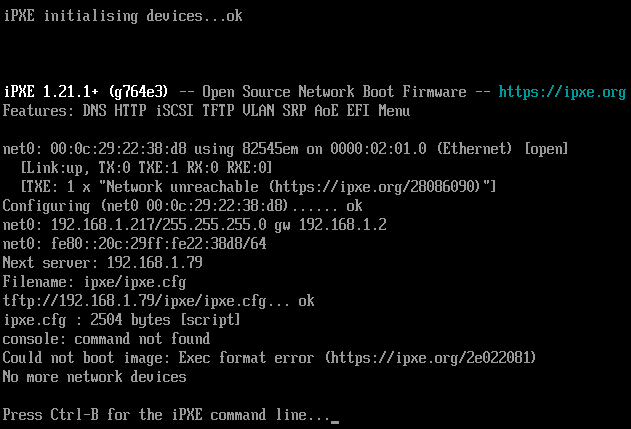 iPXE initialising devices...ok
iPXE 1.21.1+ (g764e3) -- Open Source Network Boot Firmware -- https://ipxe.org
Features: DNS HTTP iSCSI TFTP VLAN SRP AoE EFI Menu
net0: 00:0c:29:22:38:d8 using 82545em on 0000:02:01.0 (Ethernet) [open]
[Link:up, TX:0 TXE:1 RX:0 RXE:0]
[TXE: 1 x "Network unreachable (https://ipxe.org/28086090)"]
Configuring (net0 00:0c:29:22:38:d8)...... ok
net0: 192.168.1.217/255.255.255.0 gw 192.168.1.2
net0: fe80::20c:29ff:fe22:38d8/64
Next server: 192.168.1.79
Filename: ipxe/ipxe.cfg
tftp://192.168.1.79/ipxe/ipxe.cfg... ok
ipxe.cfg : 2504 bytes [script]
console: command not found
Could not boot image: Exec format error (https://ipxe.org/2e022081)
No more network devices
Press Ctrl-B for the iPXE command line..._